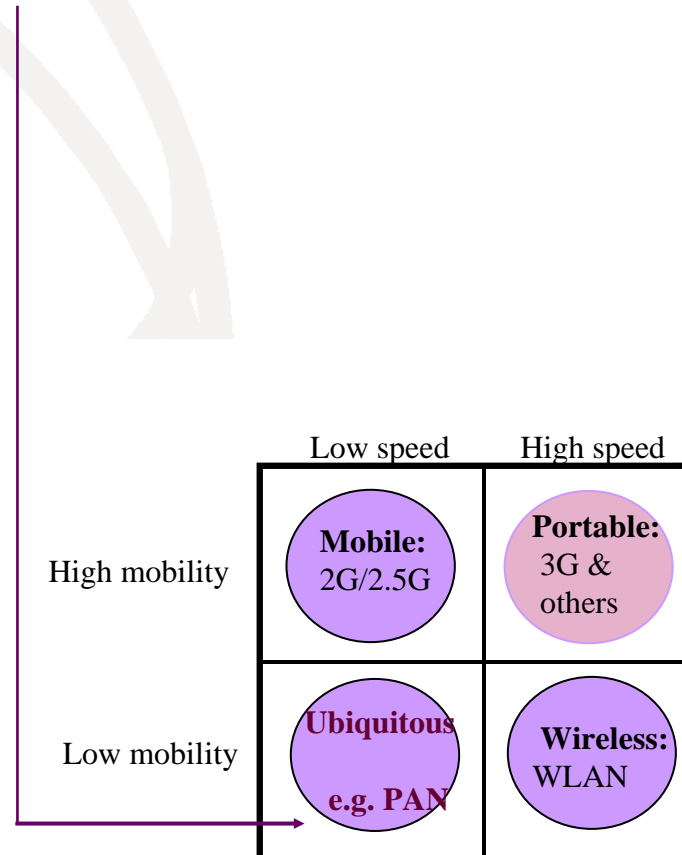 Low speed High speed
High mobility
Mobile:
2G/2.5G
Portable:
3G &
others
Low mobility
Ubiquitous
e.g. PAN
Wireless:
WLAN